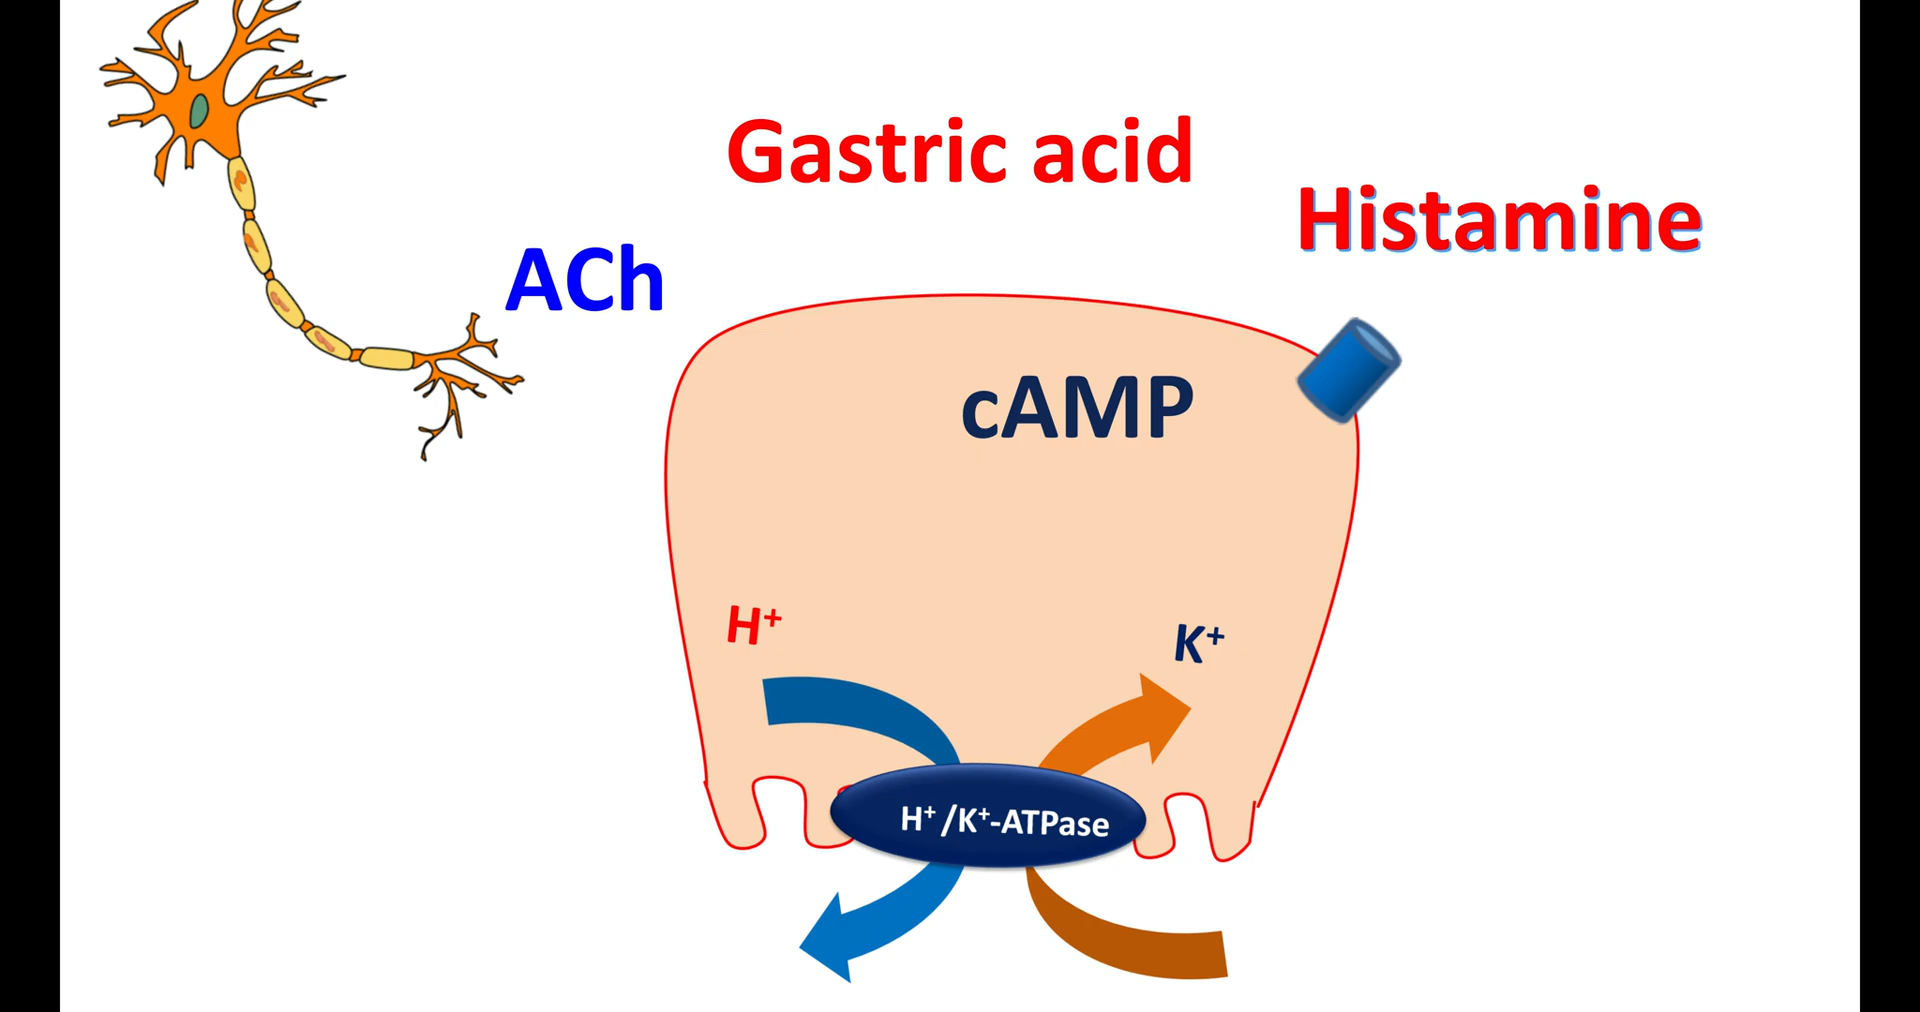 Gastric acid
Histamine
ACh
cAMP
H⁺
K⁺
H⁺/K⁺-ATPase